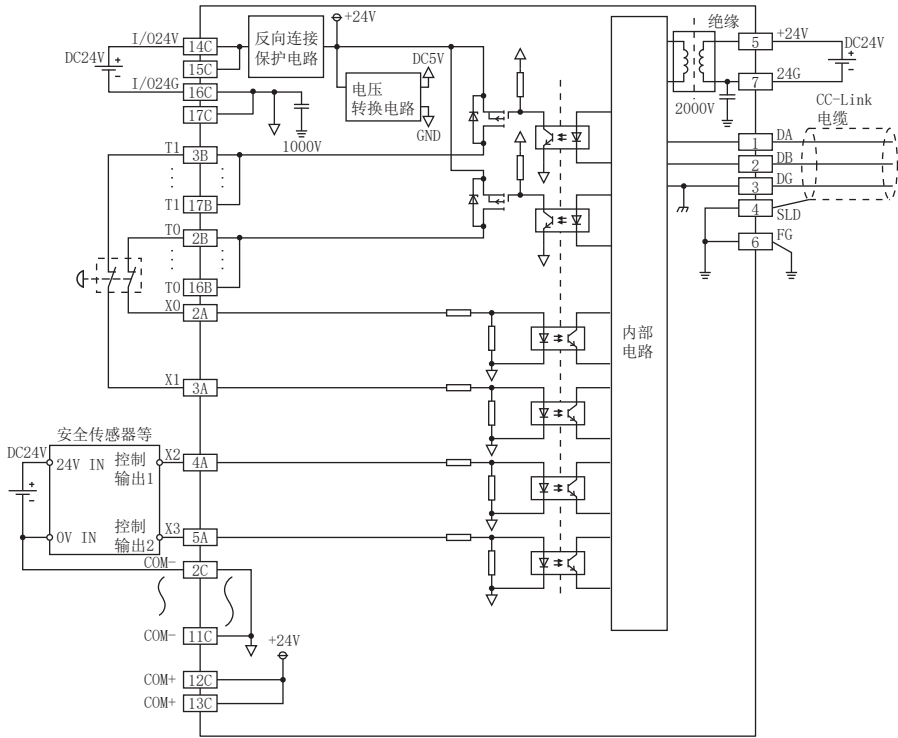 +24V
I/O24V
14C
反向连接
保护电路
绝缘
5
+24V
DC24V
DC24V
15C
DC5V
I/O24G
16C
电压
转换电路
7
24G
17C
1000V
GND
2000V
CC-Link
电缆
T1
3B
1
DA
2
DB
3
DG
T1
17B
4
SLD
T0
2B
6
FG
T0
16B
X0
2A
内部
电路
X1
3A
安全传感器等
DC24V
24V IN
控制
输出1
X2
4A
0V IN
控制
输出2
X3
5A
COM-
2C
COM-
11C
+24V
COM+
12C
COM+
13C